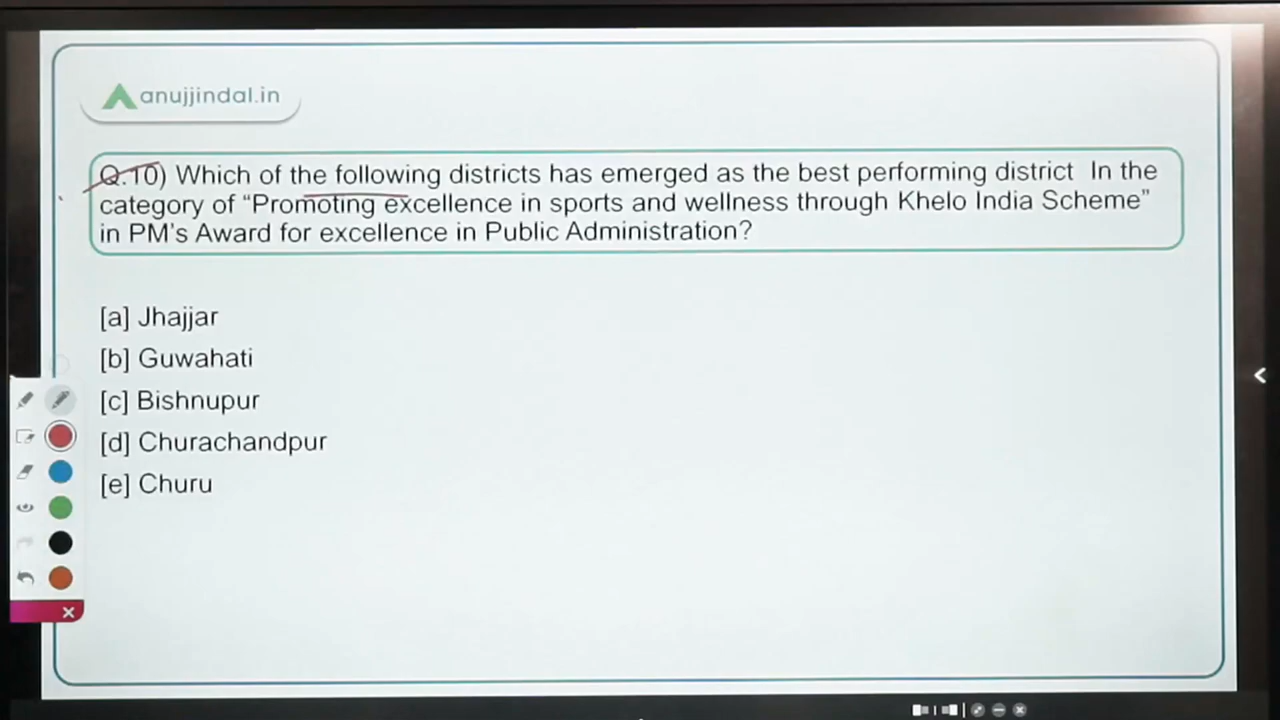 anujjindal.in
Q.10) Which of the following districts has emerged as the best performing district In the
category of “Promoting excellence in sports and wellness through Khelo India Scheme”
in PM's Award for excellence in Public Administration?
[a] Jhajjar
[b] Guwahati
[c] Bishnupur
[d] Churachandpur
[e] Churu